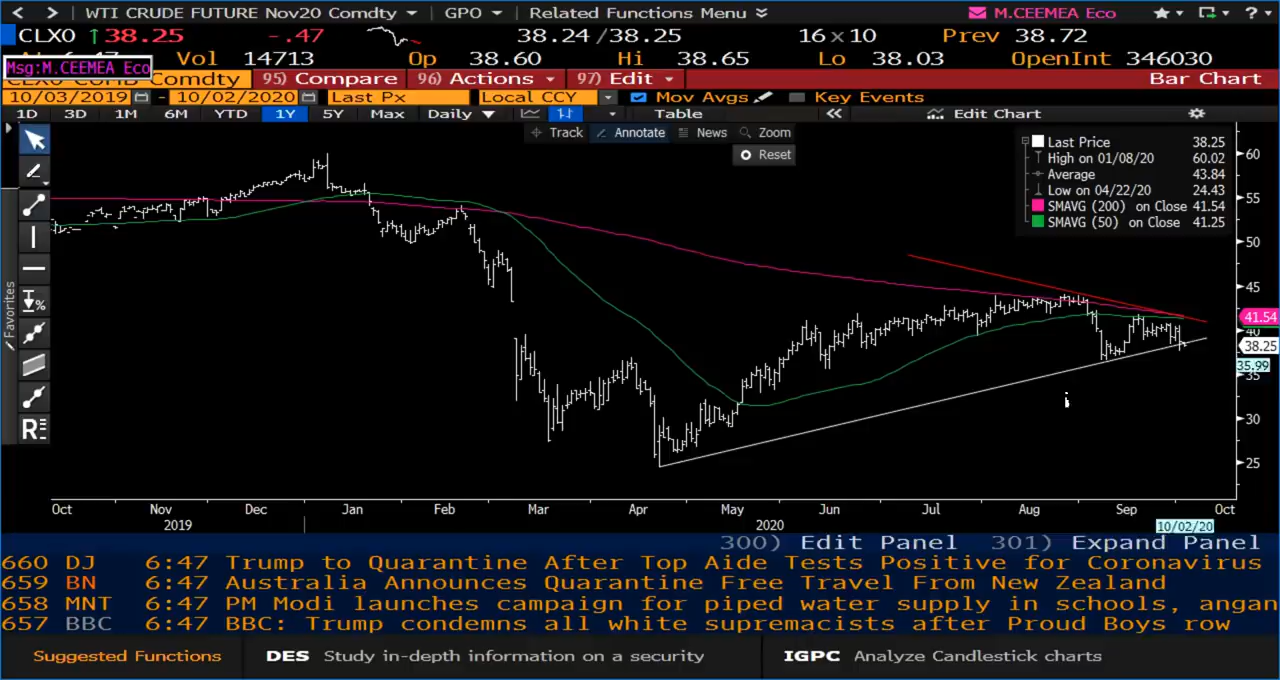 < > WTI CRUDE FUTURE Nov20 Comdty GPO Related Functions Menu M.CEEMEA Eco ?
CLX0 ↑38.25 -.47 38.24/38.25 16x10 Prev 38.72
Vol 14713 Op 38.60 Hi 38.65 Lo 38.03 OpenInt 346030
Msg:M.CEEMEA Eco
Comdty 95) Compare 96) Actions 97) Edit Bar Chart
10/03/2019 - 10/02/2020 Last Px Local CCY Mov Avgs Key Events
1D 3D 1M 6M YTD 1Y 5Y Max Daily Table « Edit Chart
Track Annotate News Zoom
Reset
Last Price 38.25
High on 01/08/20 60.02
Average 43.84
Low on 04/22/20 24.43
SMAVG (200) on Close 41.54
SMAVG (50) on Close 41.25
Favorites
%
R
60
55
50
45
41.54
40
38.25
35.99
35
30
25
Oct Nov Dec Jan Feb Mar Apr May Jun Jul Aug Sep Oct
2019 2020 10/02/20
300) Edit Panel 301) Expand Panel
660 DJ 6:47 Trump to Quarantine After Top Aide Tests Positive for Coronavirus
659 BN 6:47 Australia Announces Quarantine Free Travel From New Zealand
658 MNT 6:47 PM Modi launches campaign for piped water supply in schools, angan
657 BBC 6:47 BBC: Trump condemns all white supremacists after Proud Boys row
Suggested Functions DES Study in-depth information on a security IGPC Analyze Candlestick charts